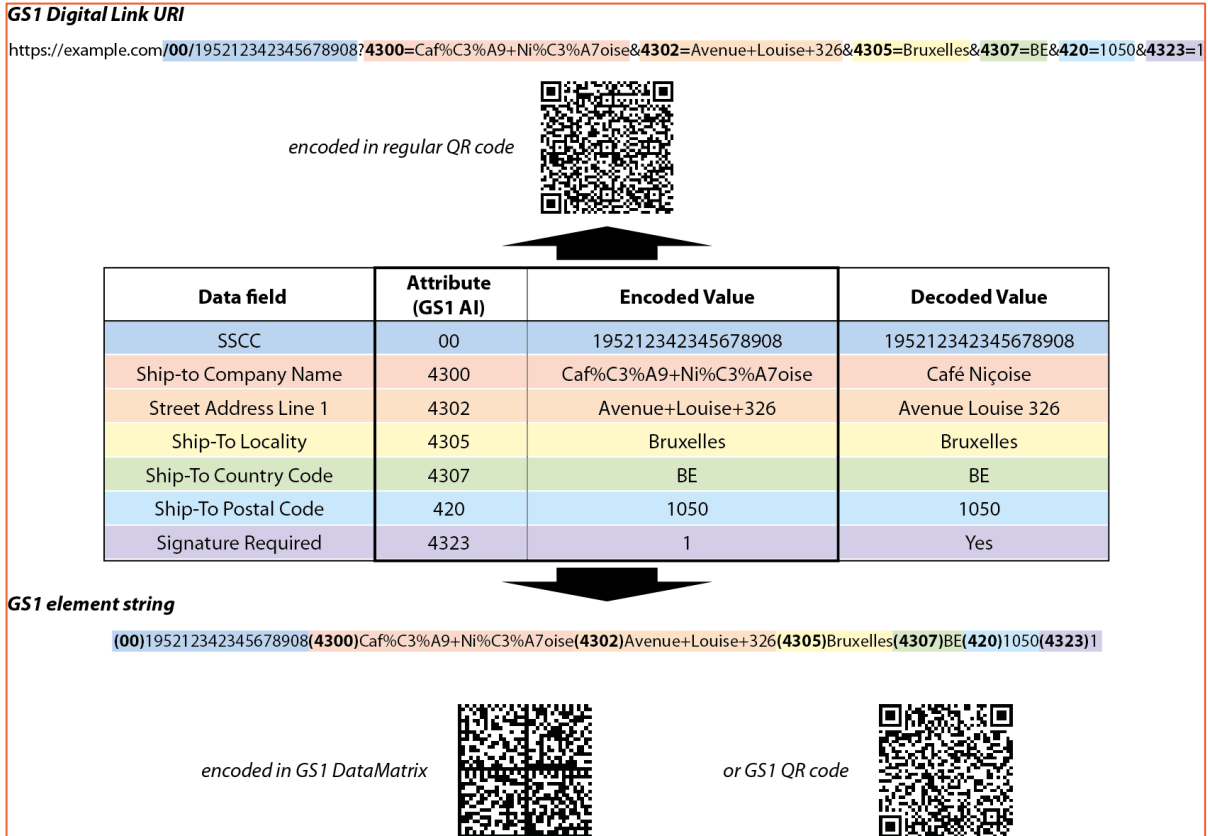 GS1 Digital Link URI
https://example.com/00/195212342345678908?4300=Caf%C3%A9+Ni%C3%A7oise&4302=Avenue+Louise+326&4305=Bruxelles&4307=BE&420=1050&4323=1
encoded in regular QR code
Data field Attribute (GS1 AI) Encoded Value Decoded Value
SSCC 00 195212342345678908 195212342345678908
Ship-to Company Name 4300 Caf%C3%A9+Ni%C3%A7oise Café Niçoise
Street Address Line 1 4302 Avenue+Louise+326 Avenue Louise 326
Ship-To Locality 4305 Bruxelles Bruxelles
Ship-To Country Code 4307 BE BE
Ship-To Postal Code 420 1050 1050
Signature Required 4323 1 Yes
GS1 element string
(00)195212342345678908(4300)Caf%C3%A9+Ni%C3%A7oise(4302)Avenue+Louise+326(4305)Bruxelles(4307)BE(420)1050(4323)1
encoded in GS1 DataMatrix
or GS1 QR code